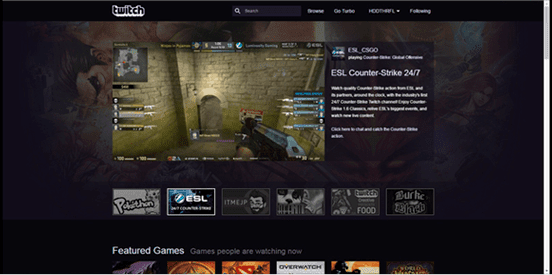 twitch
Search
Browse
Go Turbo
HDDTHRFL
Following
ESL_CSGO
playing Counter-Strike: Global Offensive
ESL Counter-Strike 24/7
Watch quality Counter-Strike action from ESL and
its partners, around the clock, with the industry's first
24/7 Counter-Strike Twitch channel! Enjoy Counter-
Strike 1.6 Classics, relive ESL's biggest events, and
watch new live content.
Click here to chat and catch the Counter-Strike
action.
ESL
24/7 COUNTER-STRIKE
ITMEJP
twitch
Creative
FOOD
Featured Games
Games people are watching now
OVERWATCH